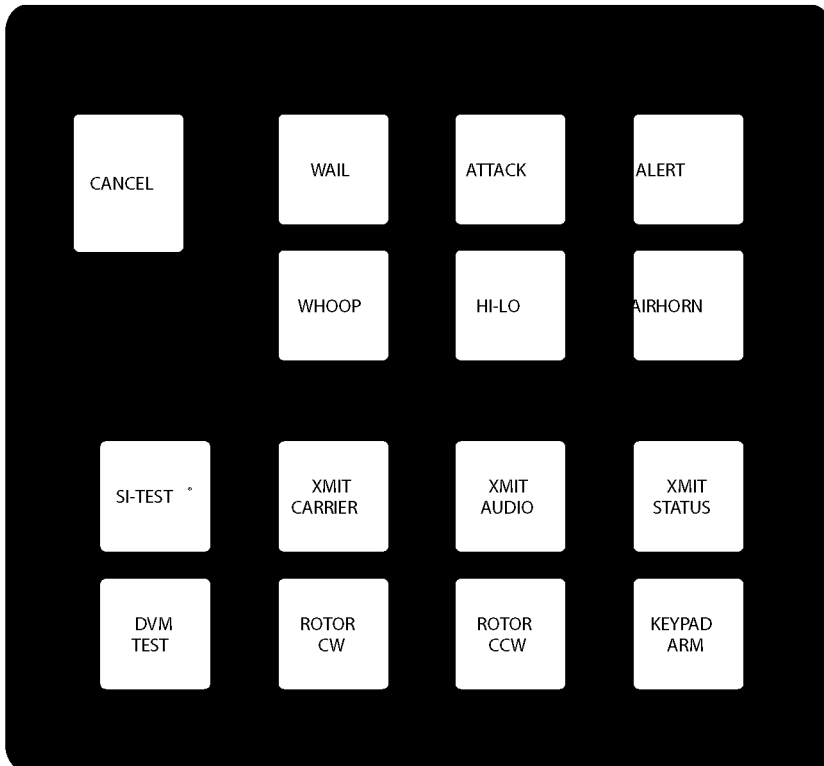 CANCEL
WAIL
ATTACK
ALERT
WHOOP
HI-LO
AIRHORN
SI-TEST °
XMIT
CARRIER
XMIT
AUDIO
XMIT
STATUS
DVM
TEST
ROTOR
CW
ROTOR
CCW
KEYPAD
ARM